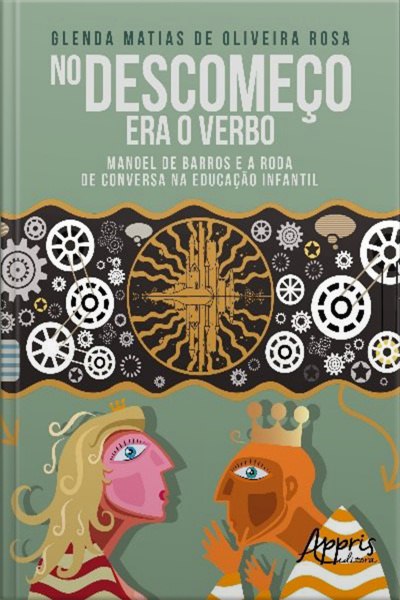 GLENDA MATIAS DE OLIVEIRA ROSA
NO DESCOMEÇO
ERA O VERBO
MANOEL DE BARROS E A RODA
DE CONVERSA NA EDUCAÇÃO INFANTIL
Appris
editora